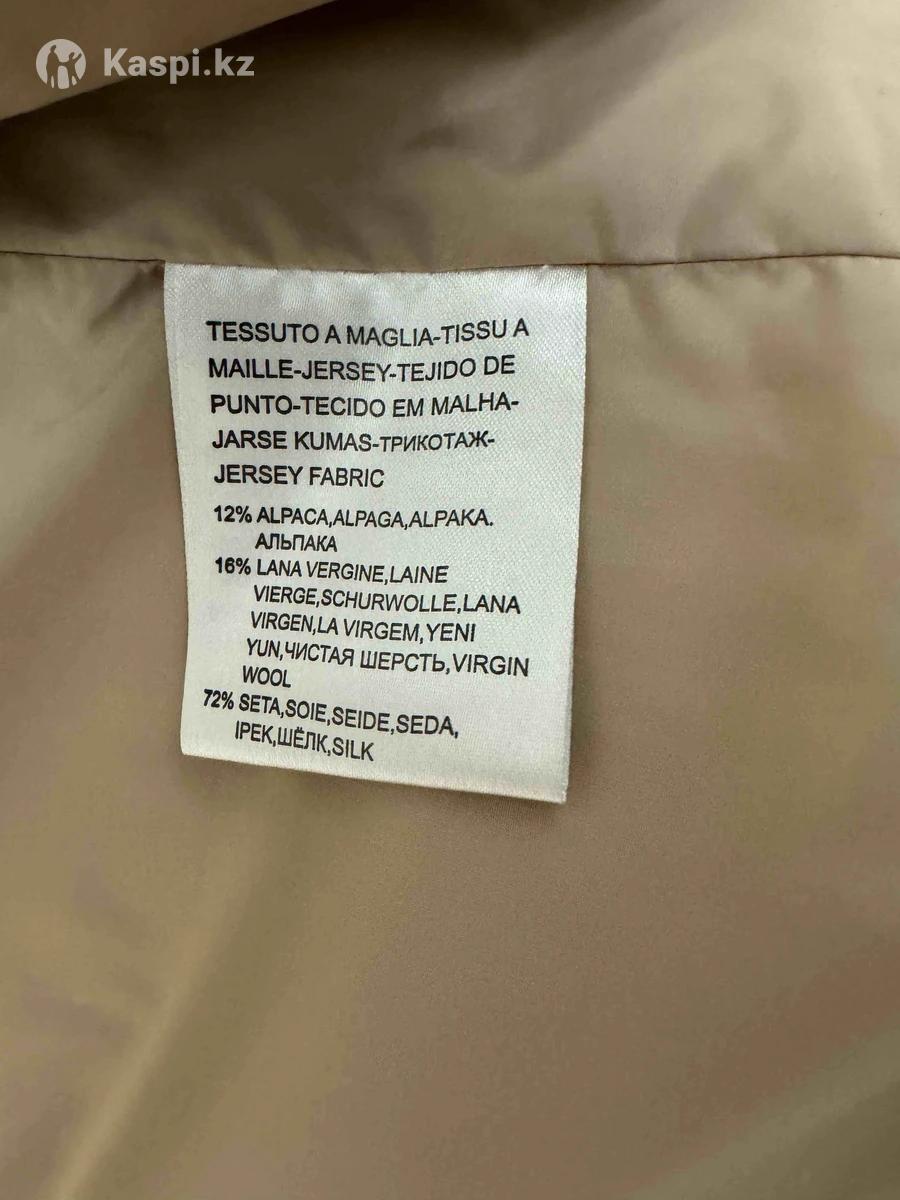 Kaspi.kz
TESSUTO A MAGLIA-TISSU A
MAILLE-JERSEY-TEJIDO DE
PUNTO-TECIDO EM MALHA-
JARSE KUMAS-ТРИКОТАЖ-
JERSEY FABRIC
12% ALPACA,ALPAGA,ALPAKA.
АЛЬПАКА
16% LANA VERGINE,LAINE
VIERGE,SCHURWOLLE,LANA
VIRGEN,LA VIRGEM,YENI
YUN,ЧИСТАЯ ШЕРСТЬ,VIRGIN
WOOL
72% SETA,SOIE,SEIDE,SEDA,
IPEK,ШЁЛК,SILK